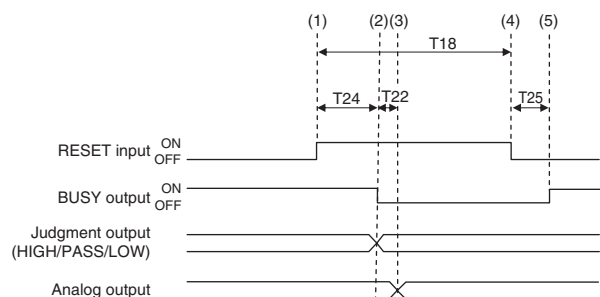 (1) (2) (3) (4) (5)
T18
T24 T22 T25
RESET input ON
OFF
BUSY output ON
OFF
Judgment output
(HIGH/PASS/LOW)
Analog output